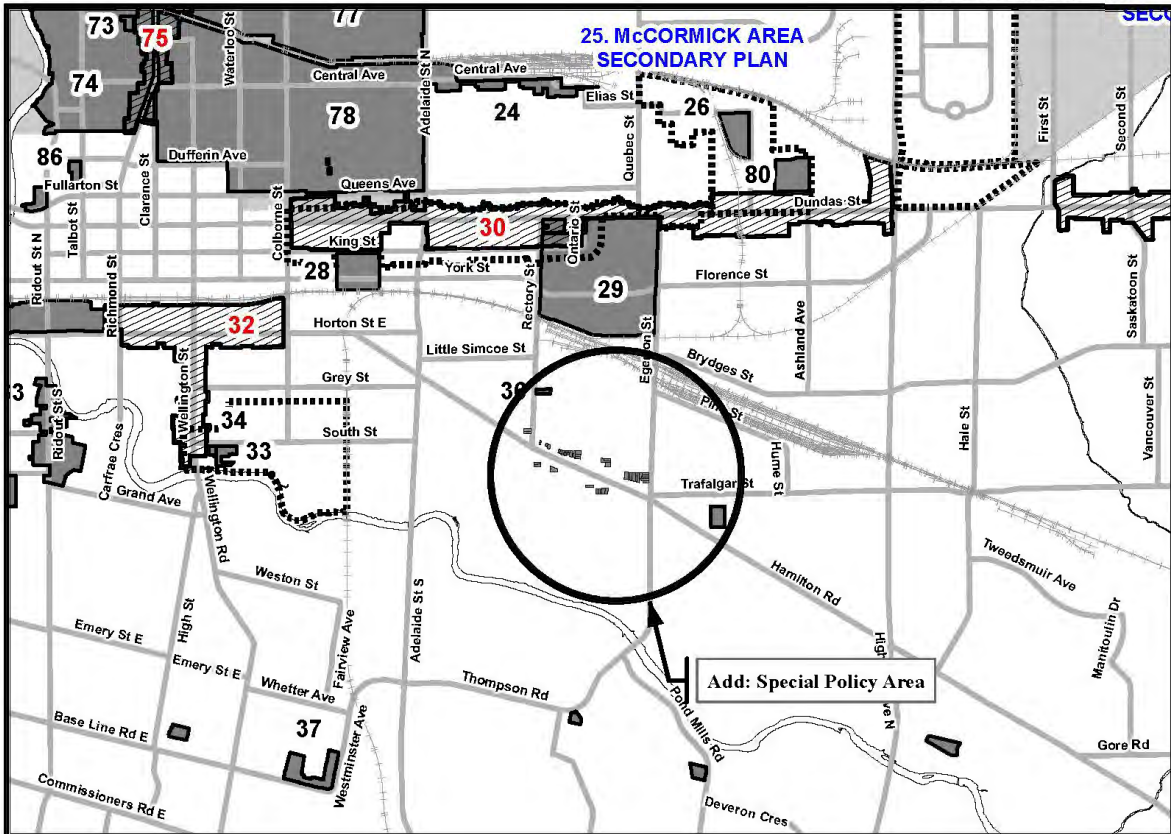 73
75
77
Waterloo St
Adelaide St N
Central Ave
Central Ave
25. McCORMICK AREA
SECONDARY PLAN
SECO
74
78
24
Elias St
26
Quebec St
First St
Second St
86
Clarence St
Dufferin Ave
80
Fullarton St
Queens Ave
Dundas St
Talbot St
Colborne St
30
Ontario St
King St
York St
28
Ridout St N
Richmond St
Rectory St
29
Florence St
Saskatoon St
Ashland Ave
32
Horton St E
Egerton St
Little Simcoe St
Brydges St
Wellington St
Grey St
36
Pine St
Ridout St S
34
South St
33
Hume St
Hale St
Vancouver St
Carfrae Cres
Grand Ave
Trafalgar St
Wellington Rd
Weston St
Hamilton Rd
Tweedsmuir Ave
High St
Fairview Ave
Adelaide St S
Manitoulin Dr
Emery St E
Emery St E
Add: Special Policy Area
Whetter Ave
Thompson Rd
Pond Mills Rd
Base Line Rd E
37
Westminster Ave
Gore Rd
Commissioners Rd E
Deveron Cres